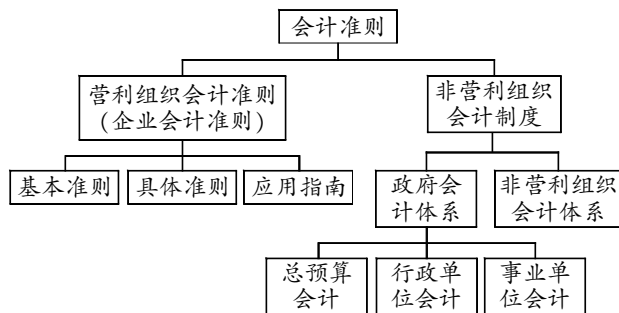 会计准则
营利组织会计准则
(企业会计准则)
非营利组织
会计制度
基本准则
具体准则
应用指南
政府会
计体系
非营利组织
会计体系
总预算
会计
行政单
位会计
事业单
位会计